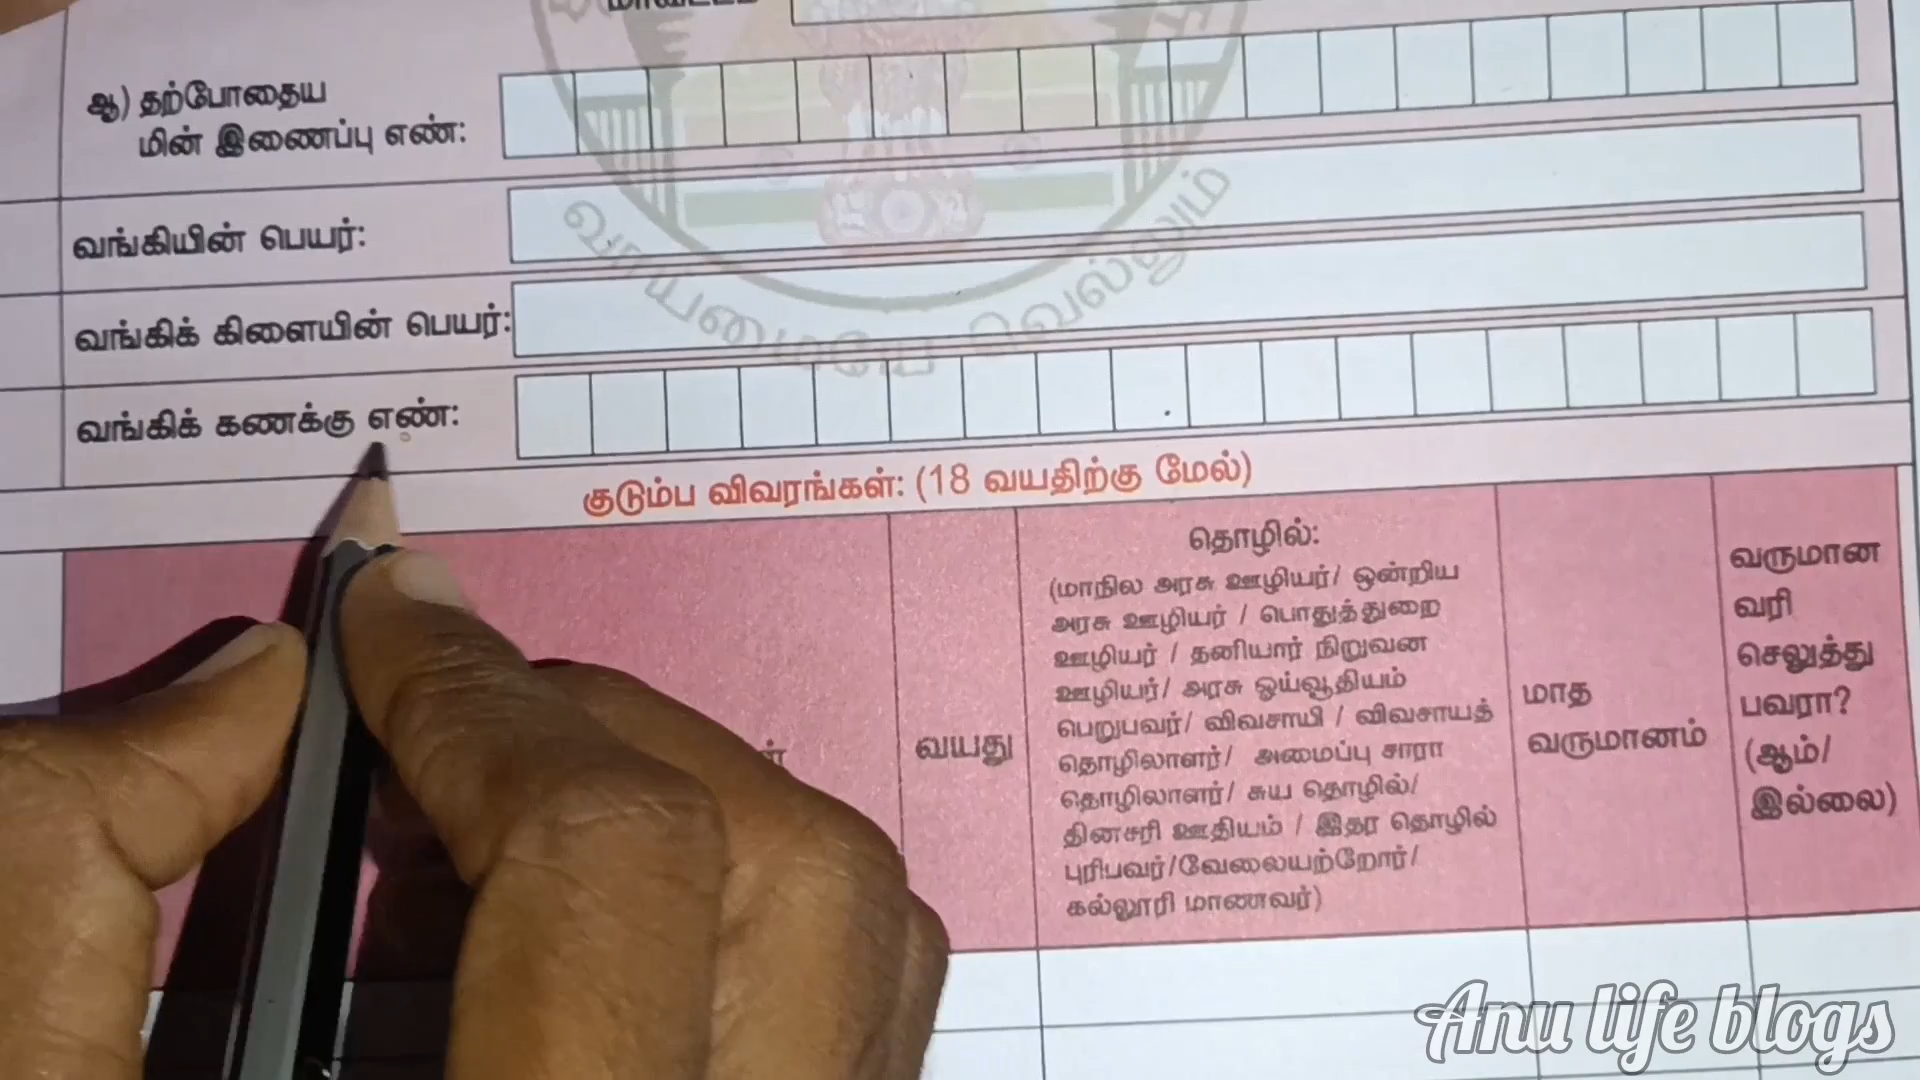 ஆ) தற்போதைய
மின் இணைப்பு எண்:
வங்கியின் பெயர்:
வங்கிக் கிளையின் பெயர்:
வங்கிக் கணக்கு எண்:
வாய்மையே வெல்லும்
குடும்ப விவரங்கள்: (18 வயதிற்கு மேல்)
வயது
தொழில்:
(மாநில அரசு ஊழியர்/ ஒன்றிய
அரசு ஊழியர் / பொதுத்துறை
ஊழியர் / தனியார் நிறுவன
ஊழியர்/ அரசு ஓய்வூதியம்
பெறுபவர்/ விவசாயி / விவசாயத்
தொழிலாளர்/ அமைப்பு சாரா
தொழிலாளர்/ சுய தொழில்/
தினசரி ஊதியம் / இதர தொழில்
புரிபவர்/வேலையற்றோர்/
கல்லூரி மாணவர்)
மாத
வருமானம்
வருமான
வரி
செலுத்து
பவரா?
(ஆம்/
இல்லை)
Anu life blogs